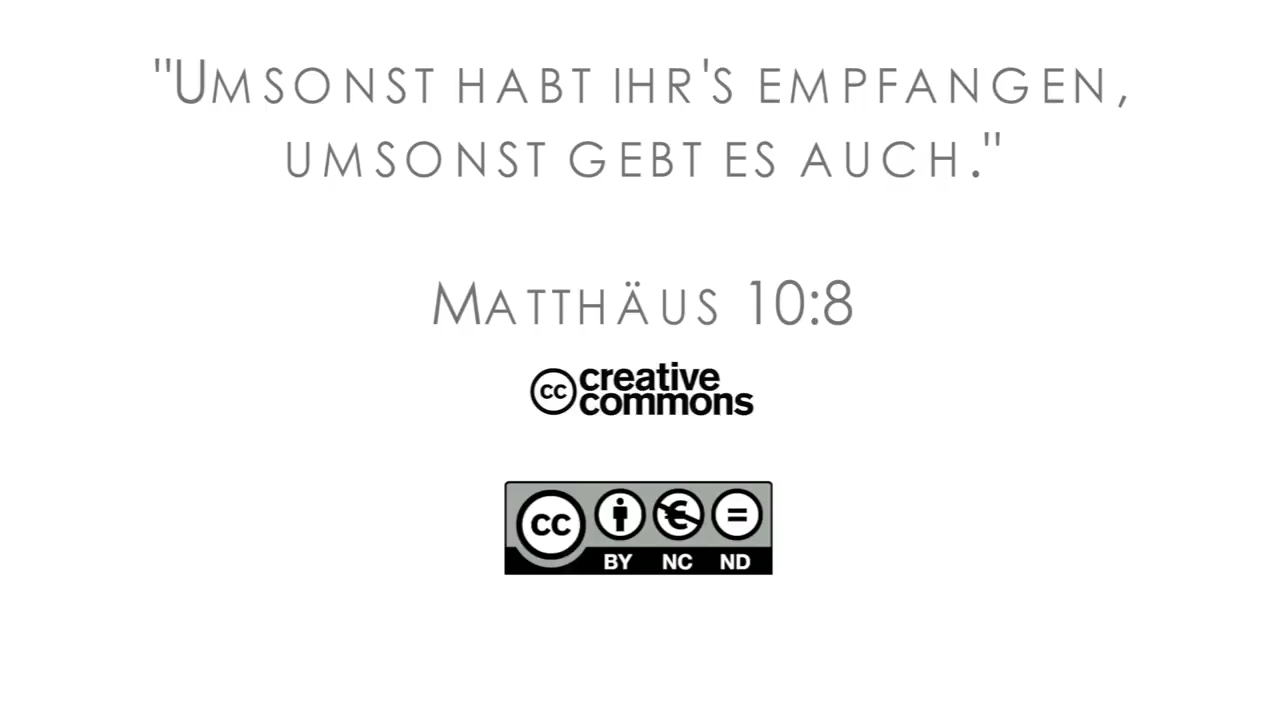 "Umsonst habt ihr's empfangen,
umsonst gebt es auch."
Matthäus 10:8
cc creative
commons
cc BY NC ND